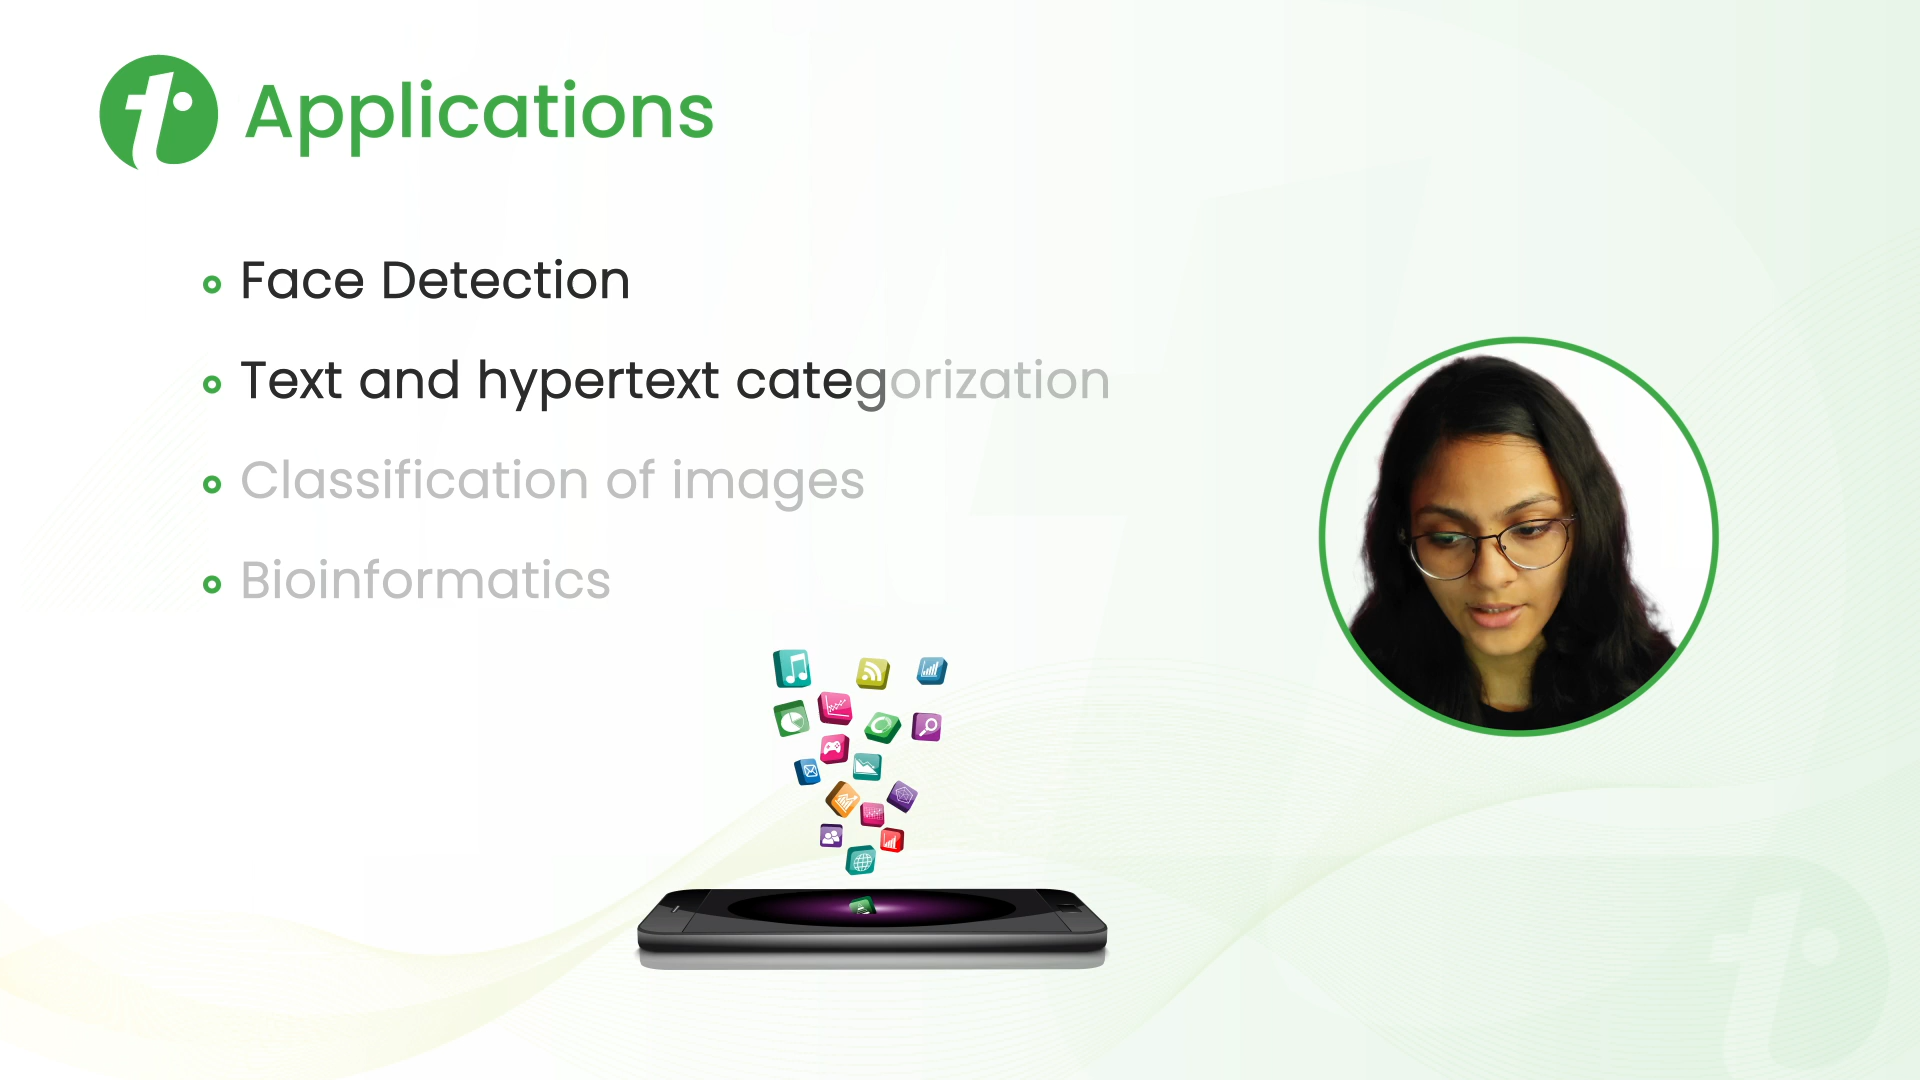 Applications
Face Detection
Text and hypertext categorization
Classification of images
Bioinformatics